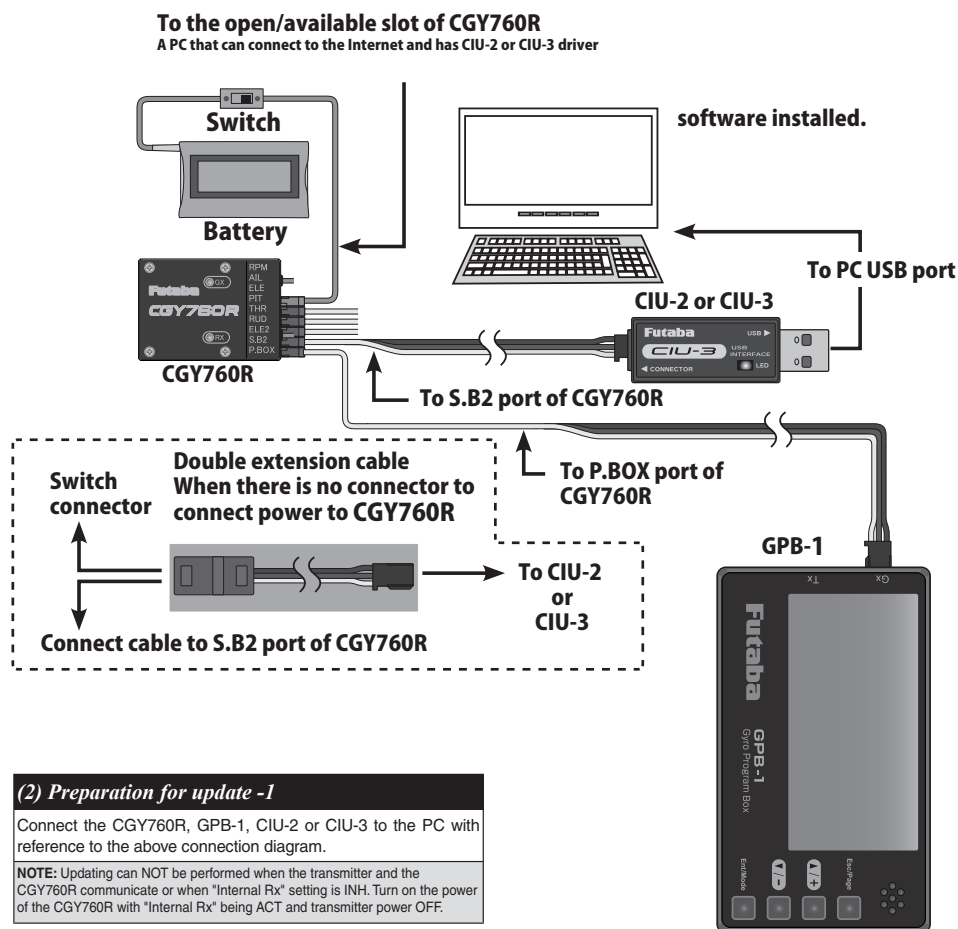 To the open/available slot of CGY760R
A PC that can connect to the Internet and has CIU-2 or CIU-3 driver
software installed.
Switch
Battery
To PC USB port
CIU-2 or CIU-3
Futaba
CGY760R
GX
RX
RPM
AIL
ELE
PIT
THR
RUD
ELE2
S.B2
P.BOX
CGY760R
Futaba
USB ▶
CIU-3
USB
INTERFACE
LED
◀ CONNECTOR
To S.B2 port of CGY760R
To P.BOX port of
CGY760R
Switch
connector
Double extension cable
When there is no connector to
connect power to CGY760R
To CIU-2
or
CIU-3
Connect cable to S.B2 port of CGY760R
GPB-1
Tx
Gx
Futaba
GPB-1
Gyro Program Box
Ent/Mode
▼/-
▲/+
Esc/Page
(2) Preparation for update -1
Connect the CGY760R, GPB-1, CIU-2 or CIU-3 to the PC with
reference to the above connection diagram.
NOTE: Updating can NOT be performed when the transmitter and the
CGY760R communicate or when "Internal Rx" setting is INH. Turn on the power
of the CGY760R with "Internal Rx" being ACT and transmitter power OFF.